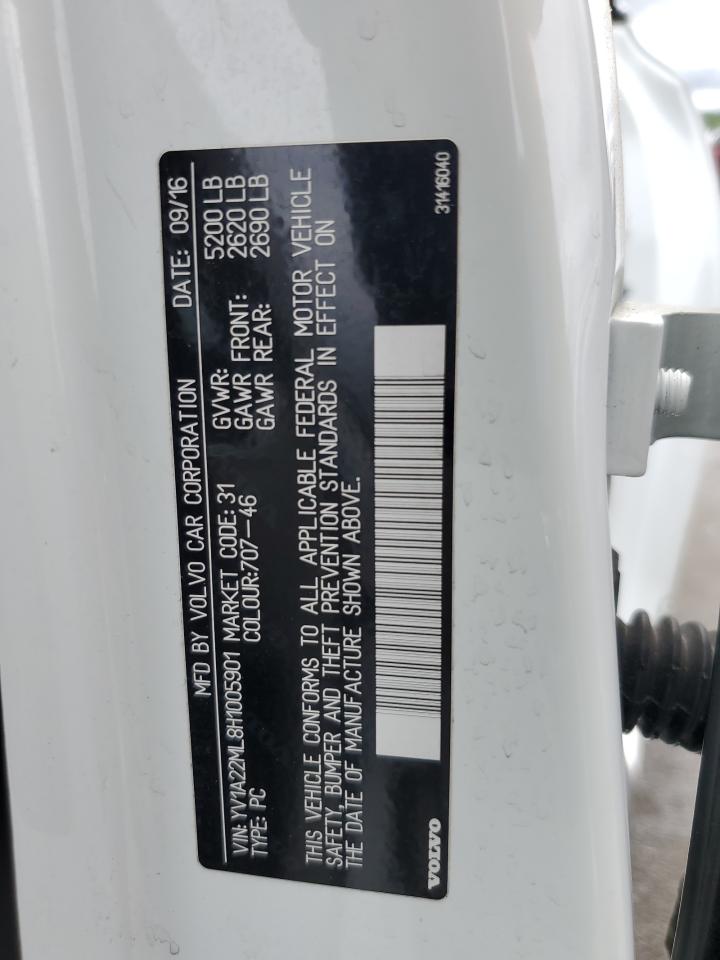 MFD BY VOLVO CAR CORPORATION DATE: 09/16
VIN: YV1A22ML8H1005901 MARKET CODE: 31 GVWR: 5200 LB
TYPE: PC COLOUR:707-46 GAWR FRONT: 2620 LB
GAWR REAR: 2690 LB
THIS VEHICLE CONFORMS TO ALL APPLICABLE FEDERAL MOTOR VEHICLE
SAFETY, BUMPER AND THEFT PREVENTION STANDARDS IN EFFECT ON
THE DATE OF MANUFACTURE SHOWN ABOVE.
VOLVO 31416040